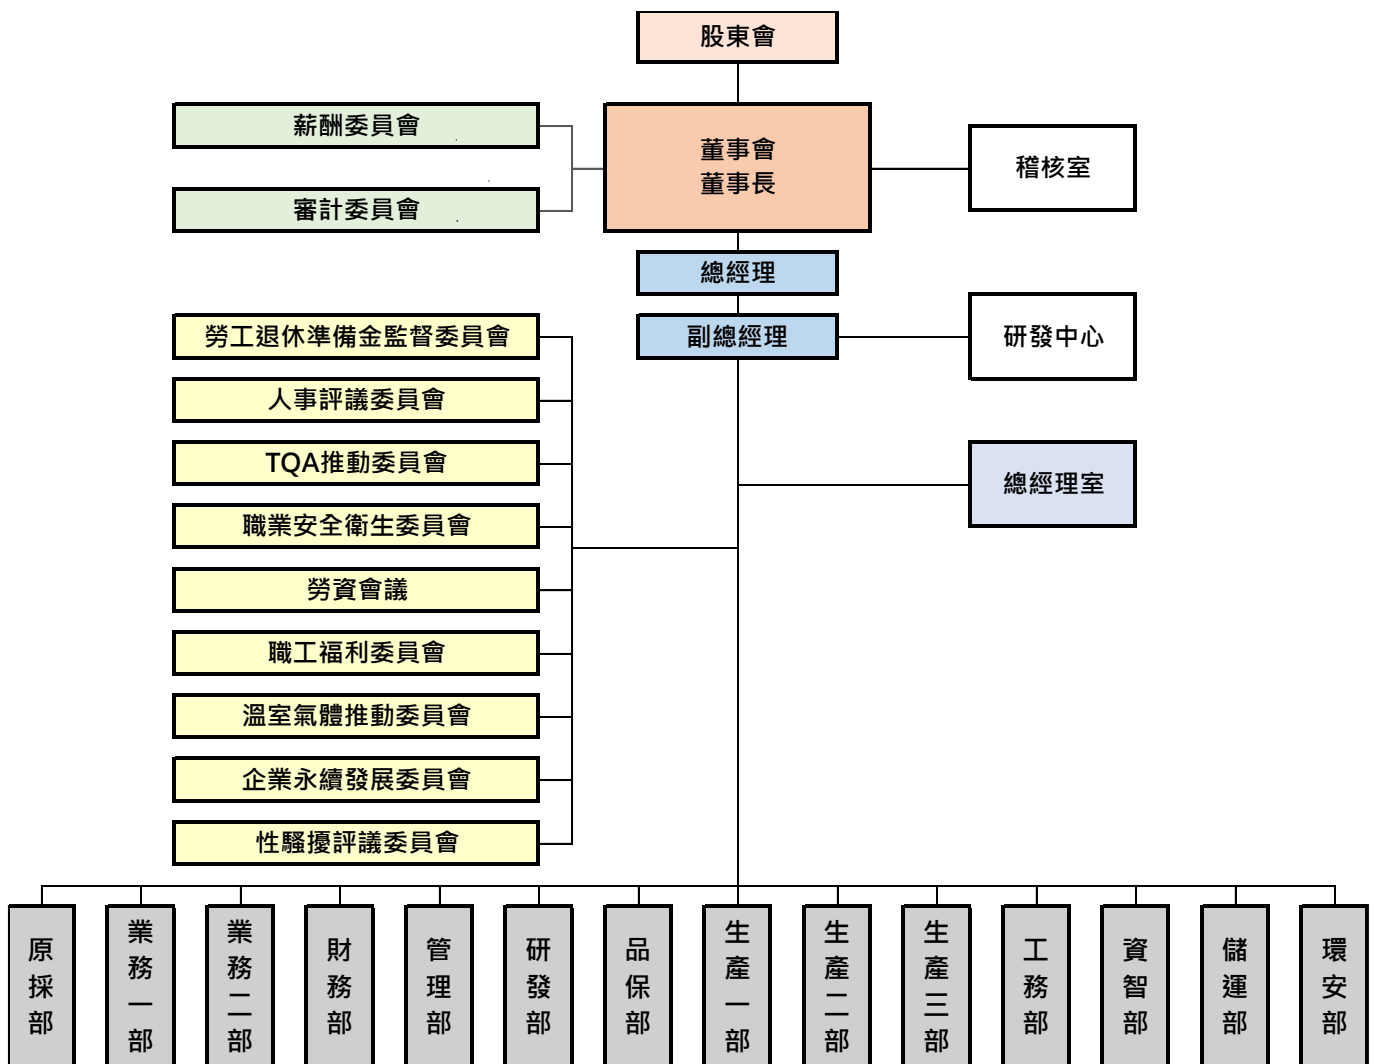 股東會
薪酬委員會
審計委員會
董事會
董事長
稽核室
總經理
副總經理
研發中心
總經理室
勞工退休準備金監督委員會
人事評議委員會
TQA推動委員會
職業安全衛生委員會
勞資會議
職工福利委員會
溫室氣體推動委員會
企業永續發展委員會
性騷擾評議委員會
原採部
業務一部
業務二部
財務部
管理部
研發部
品保部
生產一部
生產二部
生產三部
工務部
資智部
儲運部
環安部